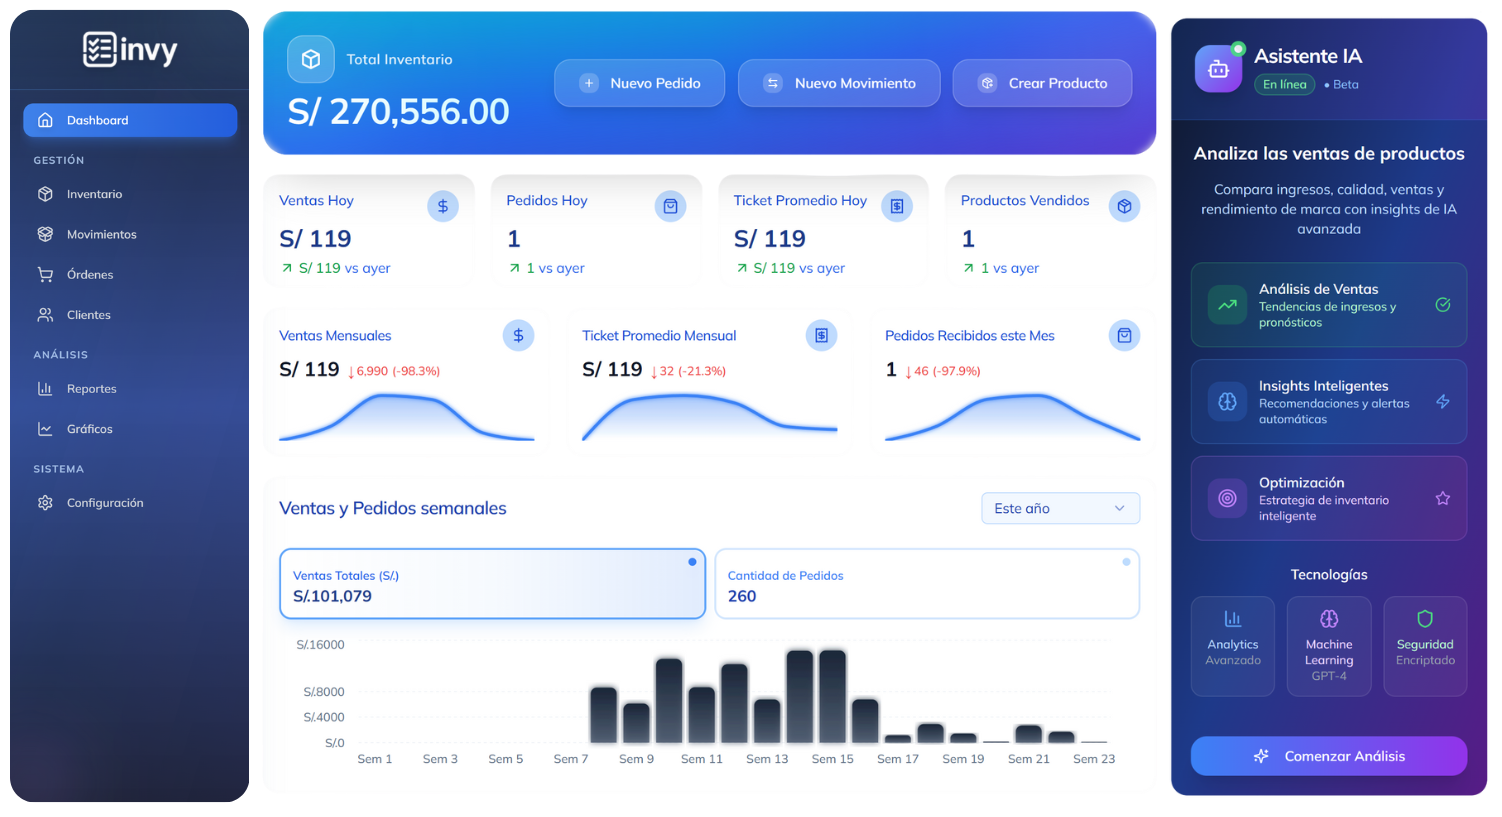 invy
Dashboard
GESTIÓN
Inventario
Movimientos
Órdenes
Clientes
ANÁLISIS
Reportes
Gráficos
SISTEMA
Configuración
Total Inventario
S/ 270,556.00
Nuevo Pedido
Nuevo Movimiento
Crear Producto
Ventas Hoy
S/ 119
S/ 119 vs ayer
Pedidos Hoy
1
1 vs ayer
Ticket Promedio Hoy
S/ 119
S/ 119 vs ayer
Productos Vendidos
1
1 vs ayer
Ventas Mensuales
S/ 119 ↓6,990 (-98.3%)
Ticket Promedio Mensual
S/ 119 ↓32 (-21.3%)
Pedidos Recibidos este Mes
1 ↓46 (-97.9%)
Ventas y Pedidos semanales
Este año
Ventas Totales (S/.)
S/.101,079
Cantidad de Pedidos
260
S/.16000
S/.8000
S/.4000
S/.0
Sem 1 Sem 3 Sem 5 Sem 7 Sem 9 Sem 11 Sem 13 Sem 15 Sem 17 Sem 19 Sem 21 Sem 23
Asistente IA
En línea • Beta
Analiza las ventas de productos
Compara ingresos, calidad, ventas y
rendimiento de marca con insights de IA
avanzada
Análisis de Ventas
Tendencias de ingresos y
pronósticos
Insights Inteligentes
Recomendaciones y alertas
automáticas
Optimización
Estrategia de inventario
inteligente
Tecnologías
Analytics
Avanzado
Machine
Learning
GPT-4
Seguridad
Encriptado
Comenzar Análisis